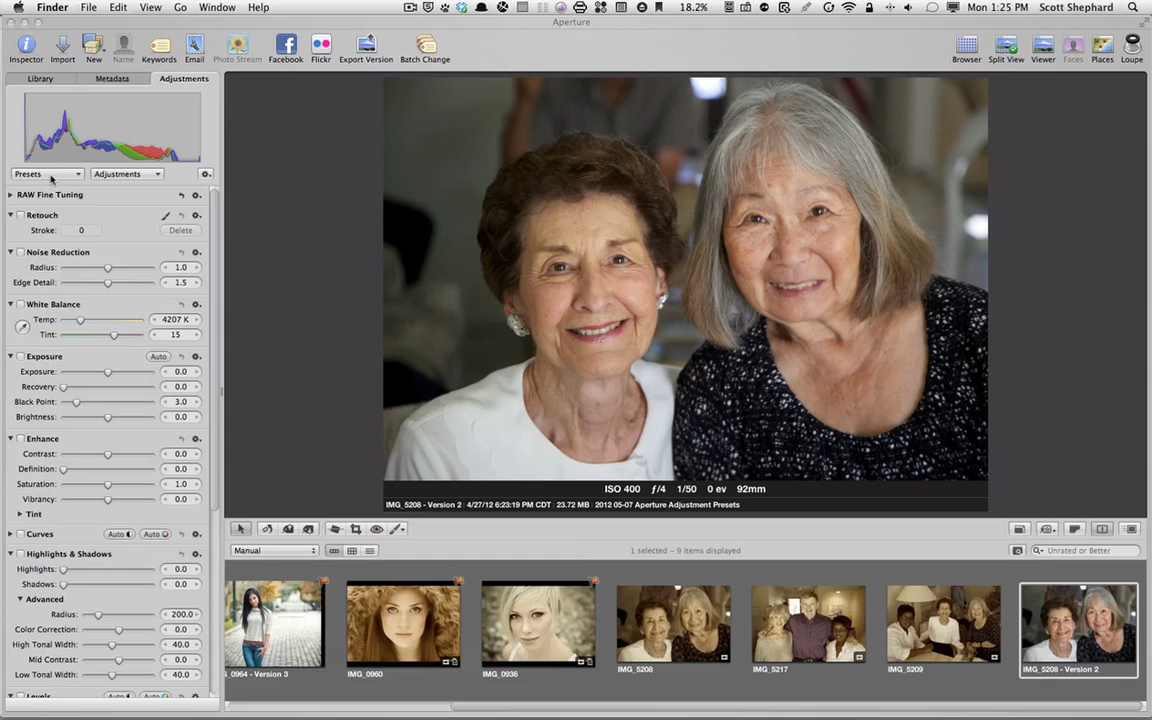 Finder File Edit View Go Window Help 18.2% Mon 1:25 PM Scott Shephard
Aperture
Inspector Import New Name Keywords Email Photo Stream Facebook Flickr Export Version Batch Change Browser Split View Viewer Faces Places Loupe
Library Metadata Adjustments
Presets Adjustments
RAW Fine Tuning
Retouch
Stroke: 0 Delete
Noise Reduction
Radius: 1.0
Edge Detail: 1.5
White Balance
Temp: 4207 K
Tint: 15
Exposure Auto
Exposure: 0.0
Recovery: 0.0
Black Point: 3.0
Brightness: 0.0
Enhance
Contrast: 0.0
Definition: 0.0
Saturation: 1.0
Vibrancy: 0.0
Tint
Curves Auto Auto
Highlights & Shadows
Highlights: 0.0
Shadows: 0.0
Advanced
Radius: 200.0
Color Correction: 0.0
High Tonal Width: 40.0
Mid Contrast: 0.0
Low Tonal Width: 40.0
Levels Auto Auto
ISO 400 ƒ/4 1/50 0 ev 92mm
IMG_5208 - Version 2 4/27/12 6:23:19 PM CDT 23.72 MB 2012 05-07 Aperture Adjustment Presets
Manual 1 selected - 9 items displayed Unrated or Better
_0964 - Version 3 IMG_0960 IMG_0936 IMG_5208 IMG_5217 IMG_5209 IMG_5208 - Version 2